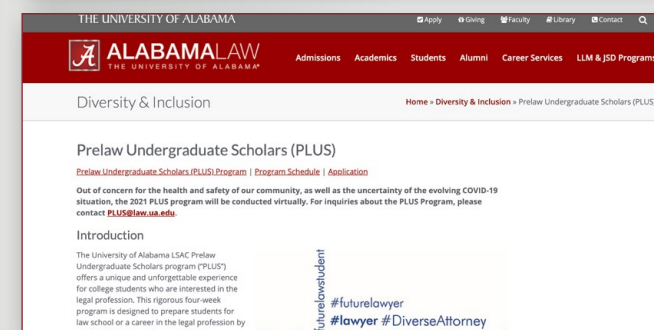 THE UNIVERSITY OF ALABAMA
Apply Giving Faculty Library Contact
ALABAMALAW
THE UNIVERSITY OF ALABAMA®
Admissions Academics Students Alumni Career Services LLM & JSD Programs
Diversity & Inclusion
Home » Diversity & Inclusion » Prelaw Undergraduate Scholars (PLUS)
Prelaw Undergraduate Scholars (PLUS)
Prelaw Undergraduate Scholars (PLUS) Program | Program Schedule | Application
Out of concern for the health and safety of our community, as well as the uncertainty of the evolving COVID-19
situation, the 2021 PLUS program will be conducted virtually. For inquiries about the PLUS Program, please
contact PLUS@law.ua.edu.
Introduction
The University of Alabama LSAC Prelaw
Undergraduate Scholars program ("PLUS")
offers a unique and unforgettable experience
for college students who are interested in the
legal profession. This rigorous four-week
program is designed to prepare students for
law school or a career in the legal profession by
#futurelawstudent
#futurelawyer
#lawyer #DiverseAttorney